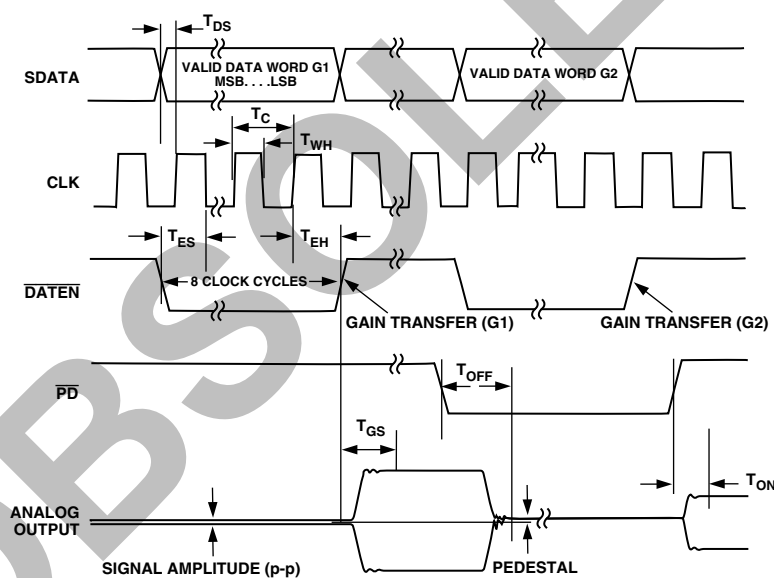 TDS
SDATA
VALID DATA WORD G1
MSB. . . .LSB
VALID DATA WORD G2
TC
TWH
CLK
TES
TEH
DATEN
8 CLOCK CYCLES
GAIN TRANSFER (G1)
GAIN TRANSFER (G2)
PD
TOFF
TGS
TON
ANALOG
OUTPUT
SIGNAL AMPLITUDE (p-p)
PEDESTAL
OBSOLE